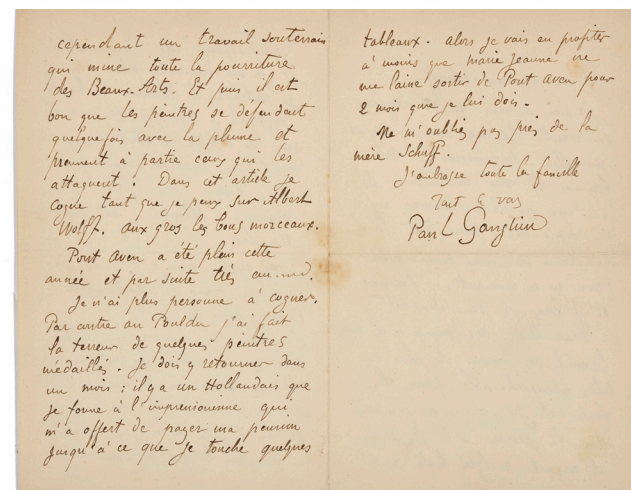 cependant un travail souterrain
qui mine toute la pourriture
des Beaux-Arts. Et puis il est
bon que les peintres se défendent
quelquefois avec la plume et
prennent à partie ceux qui les
attaquent. Dans cet article je
cogne tant que je peux sur Albert
Wolff. aux gros les bons morceaux.
Pont Aven a été plein cette
année et par suite très
Je n'ai plus personne à cogner.
Par contre au Pouldu j'ai fait
la terreur de quelques peintres
médaillés. Je dois y retourner dans
un mois : il y a un Hollandais que
je forme à l'impressionisme qui
m'a offert de payer ma pension
jusqu'à ce que je touche quelques
tableaux. Alors je vais en profiter
à moins que marie Jeanne ne
me laisse sortir de Pont Aven pour
2 mois que je lui dois.
Ne m'oubliez pas près de la
mère Schuff.
J'embrasse toute la famille
Tout à vous
Paul Gauguin